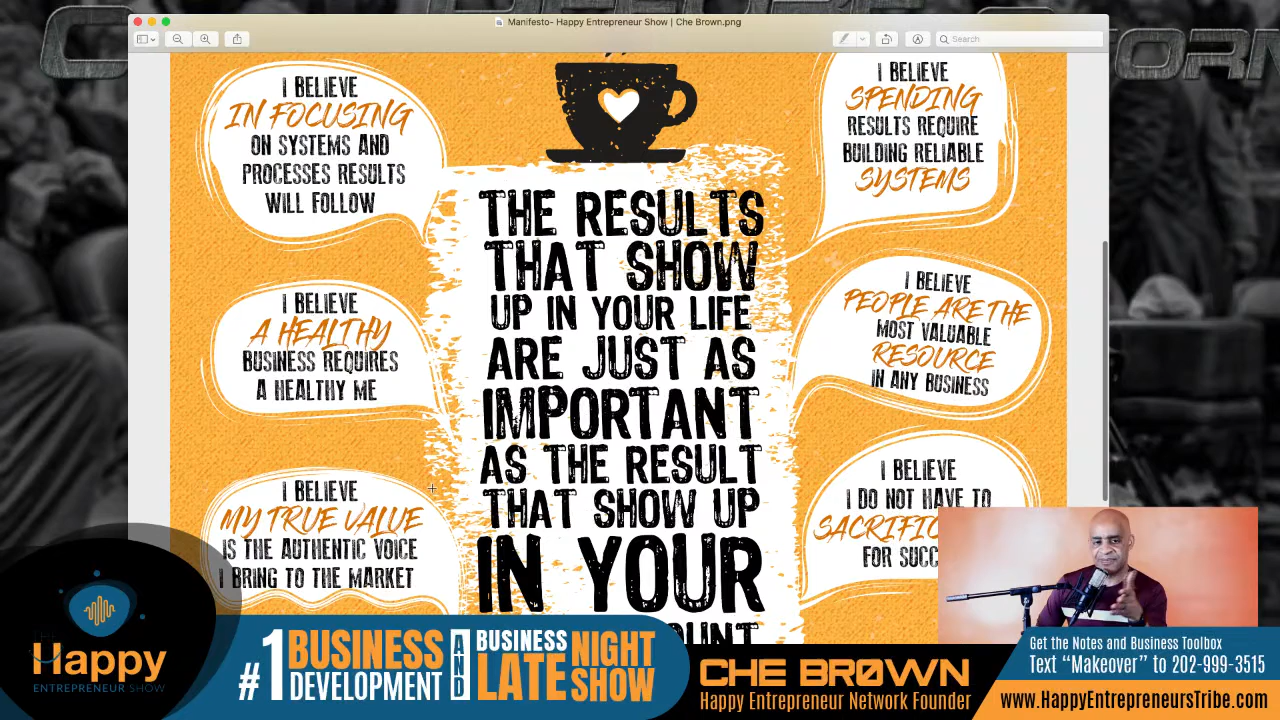 Manifesto- Happy Entrepreneur Show | Che Brown.png
Search
I BELIEVE
IN FOCUSING
ON SYSTEMS AND
PROCESSES RESULTS
WILL FOLLOW
I BELIEVE
SPENDING
RESULTS REQUIRE
BUILDING RELIABLE
SYSTEMS
THE RESULTS
THAT SHOW
UP IN YOUR LIFE
ARE JUST AS
IMPORTANT
AS THE RESULT
THAT SHOW UP
IN YOUR
I BELIEVE
A HEALTHY
BUSINESS REQUIRES
A HEALTHY ME
I BELIEVE
PEOPLE ARE THE
MOST VALUABLE
RESOURCE
IN ANY BUSINESS
I BELIEVE
MY TRUE VALUE
IS THE AUTHENTIC VOICE
I BRING TO THE MARKET
I BELIEVE
I DO NOT HAVE TO
FOR
Happy
ENTREPRENEUR SHOW
#1 BUSINESS DEVELOPMENT AND BUSINESS LATE NIGHT SHOW
CHE BROWN
Happy Entrepreneur Network Founder
Get the Notes and Business Toolbox
Text “Makeover” to 202-999-3515
www.HappyEntrepreneursTribe.com